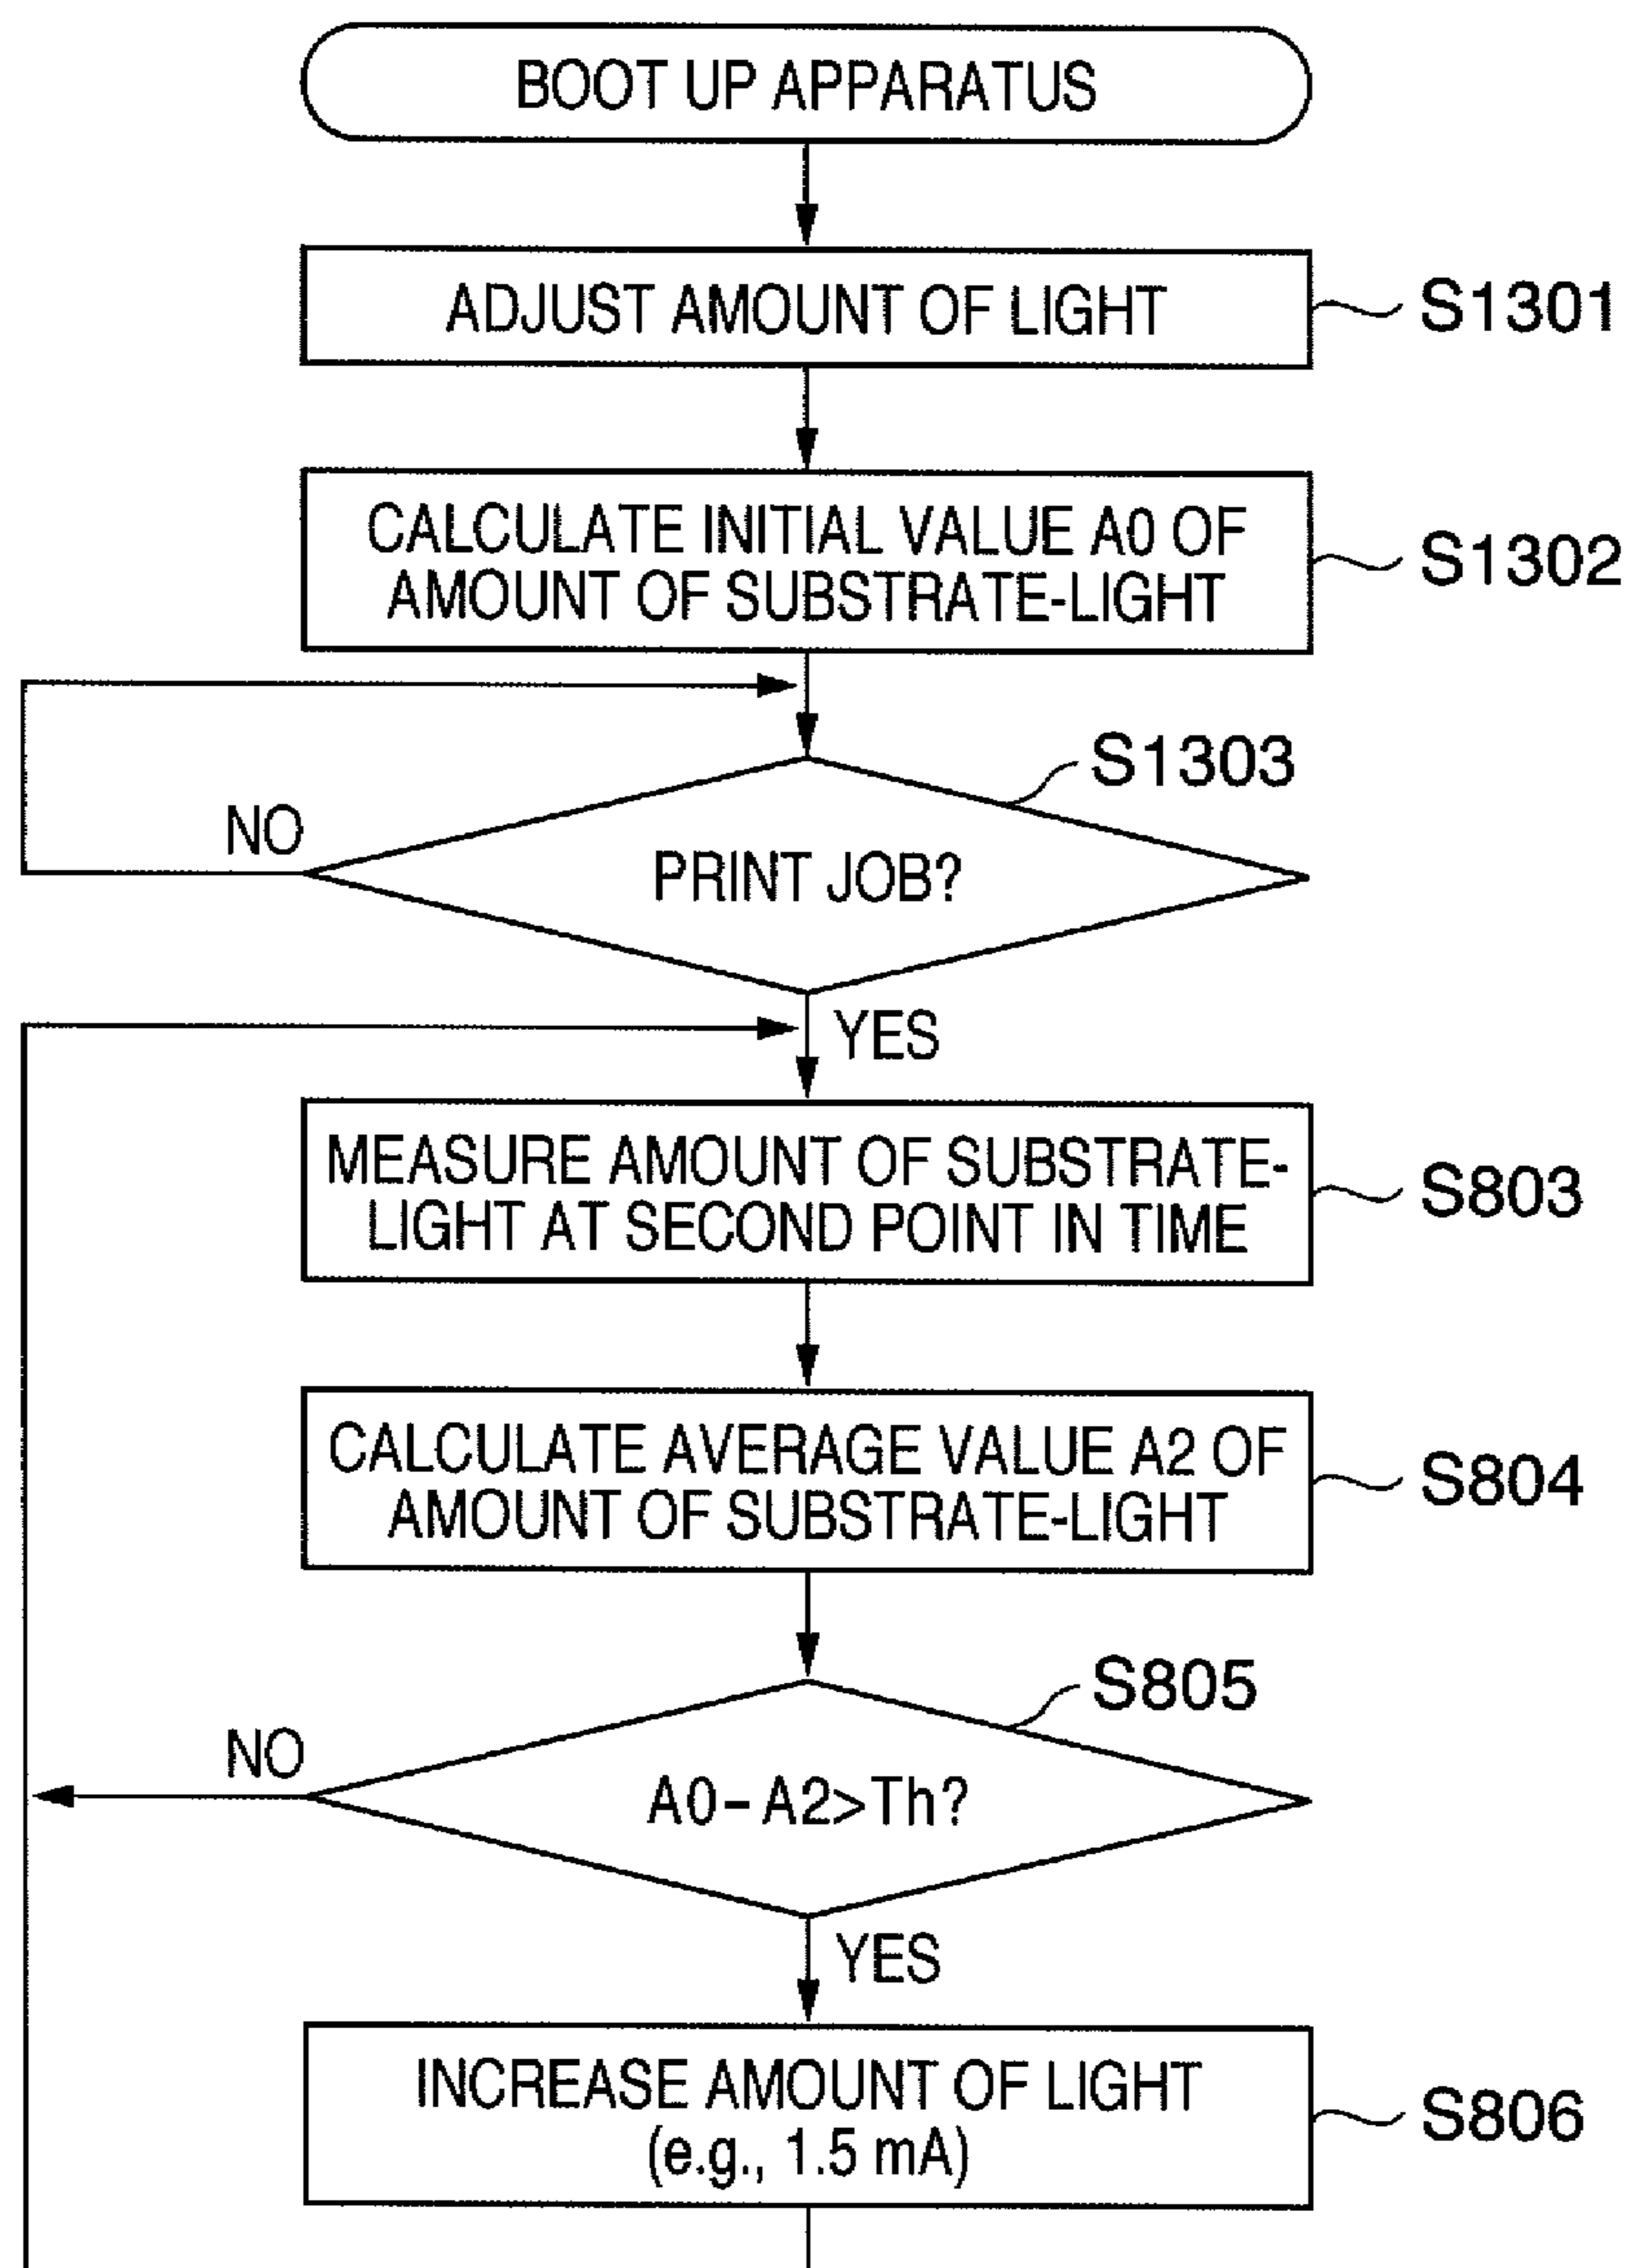 BOOT UP APPARATUS
ADJUST AMOUNT OF LIGHT
S1301
CALCULATE INITIAL VALUE A0 OF
AMOUNT OF SUBSTRATE-LIGHT
S1302
S1303
NO
PRINT JOB?
YES
MEASURE AMOUNT OF SUBSTRATE-
LIGHT AT SECOND POINT IN TIME
S803
CALCULATE AVERAGE VALUE A2 OF
AMOUNT OF SUBSTRATE-LIGHT
S804
S805
NO
A0-A2>Th?
YES
INCREASE AMOUNT OF LIGHT
(e.g., 1.5 mA)
S806